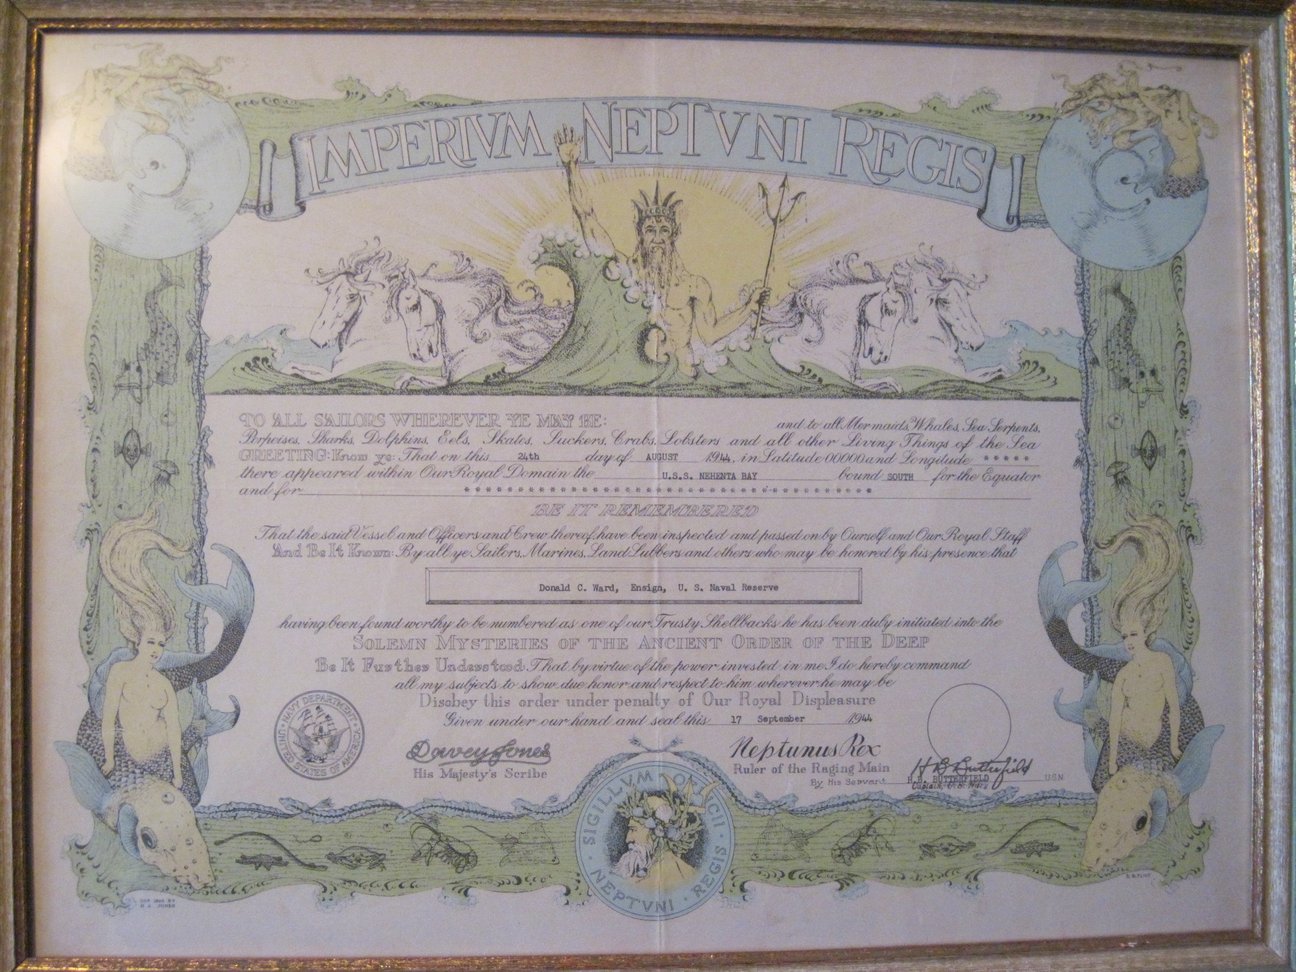 IMPERIVM NEPTVNI REGIS
TO ALL SAILORS WHEREVER YE MAY BE: and to all Mermaids, Whales, Sea Serpents,
Porpoises, Sharks, Dolphins, Eels, Skates, Suckers, Crabs, Lobsters and all other Living Things of the Sea
GREETING: Know ye: That on this 24th day of AUGUST 1944, in Latitude 00000 and Longitude *****
there appeared within Our Royal Domain the U.S.S. NEHENTA BAY bound SOUTH for the Equator
and for ********************************
BE IT REMEMBERED
That the said Vessel and Officers and Crew thereof have been inspected and passed on by Ourself and Our Royal Staff
And Be It Known: By all ye Sailors, Marines, Land Lubbers and others who may be honored by his presence that
Donald C. Ward, Ensign, U. S. Naval Reserve
having been found worthy to be numbered as one of our Trusty Shellbacks he has been duly initiated into the
SOLEMN MYSTERIES OF THE ANCIENT ORDER OF THE DEEP
Be It Further Understood: That by virtue of the power invested in me I do hereby command
all my subjects to show due honor and respect to him wherever he may be
Disobey this order under penalty of Our Royal Displeasure
Given under our hand and seal this 17 September 1944
NAVY DEPARTMENT
UNITED STATES OF AMERICA
Davey Jones
His Majesty's Scribe
Neptunus Rex
Ruler of the Raging Main
By His Servant
H B Butterfield
H. B. BUTTERFIELD U.S.N.
Captain, U.S. Navy
SIGILLVM
NEPTVNI REGIS